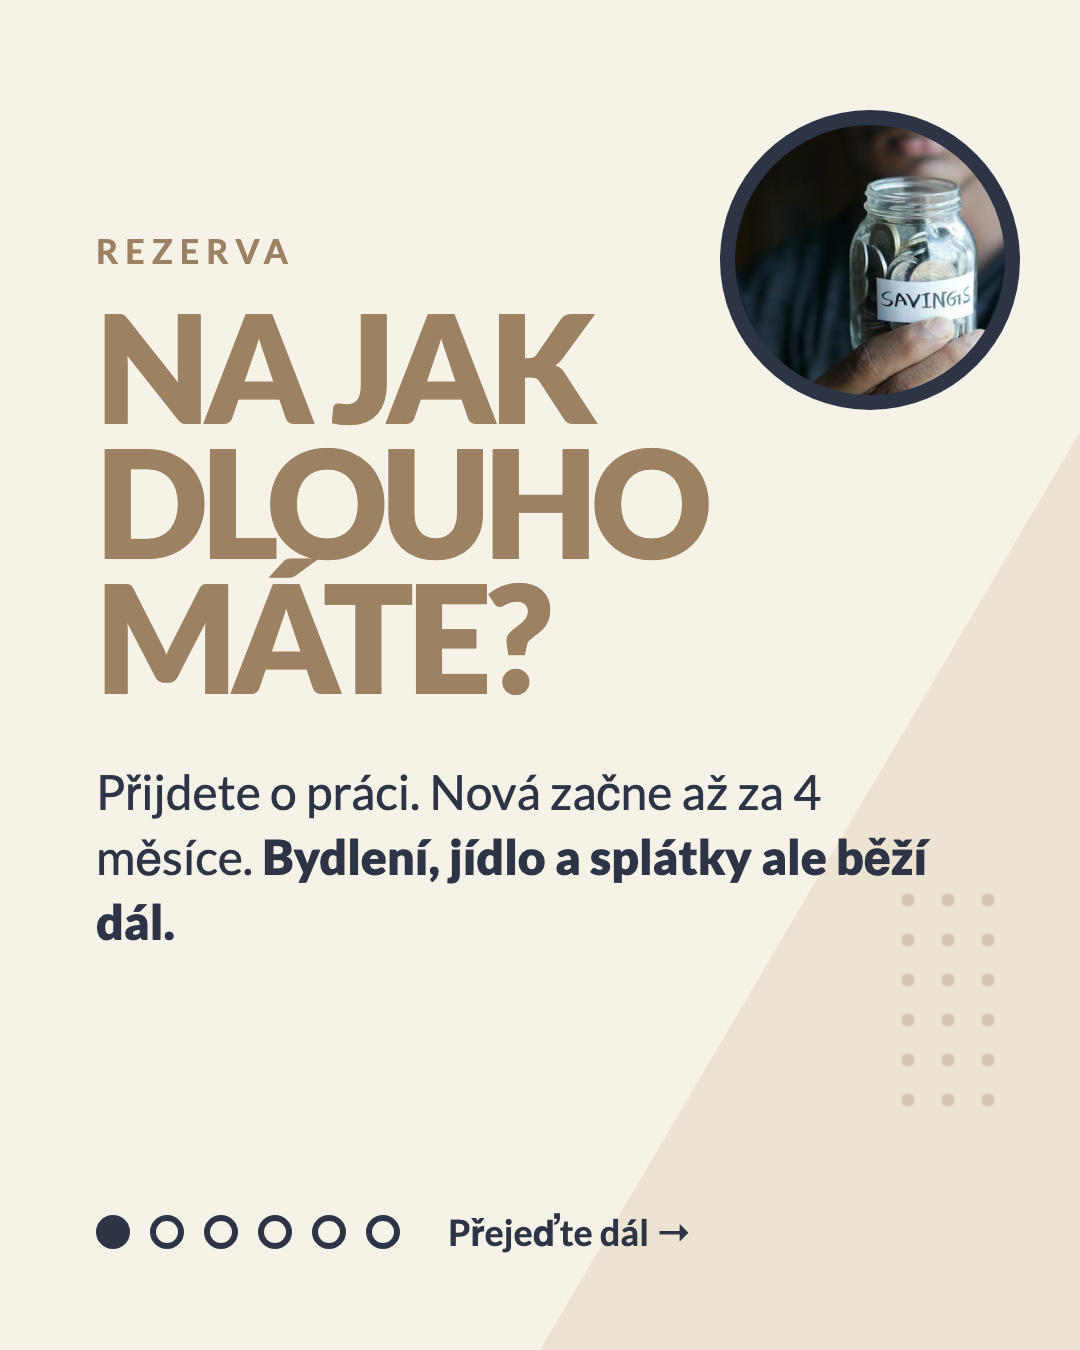 REZERVA
SAVINGS
NA JAK
DLOUHO
MÁTE?
Přijdete o práci. Nová začne až za 4
měsíce. Bydlení, jídlo a splátky ale běží
dál.
Přejeďte dál →